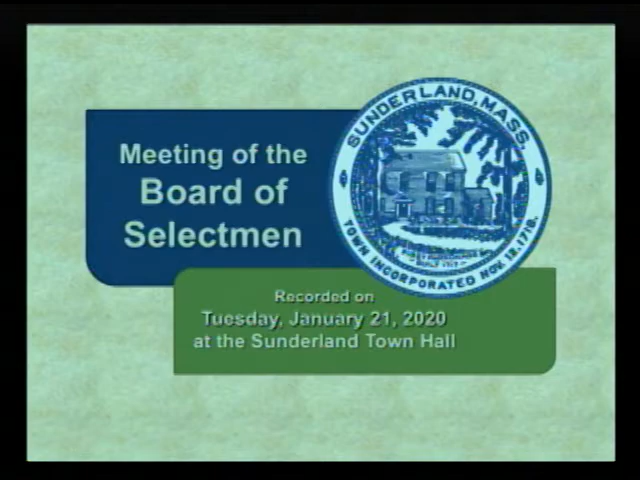 Meeting of the
Board of
Selectmen
SUNDERLAND, MASS.
TOWN INCORPORATED NOV. 12. 1718.
Recorded on
Tuesday, January 21, 2020
at the Sunderland Town Hall